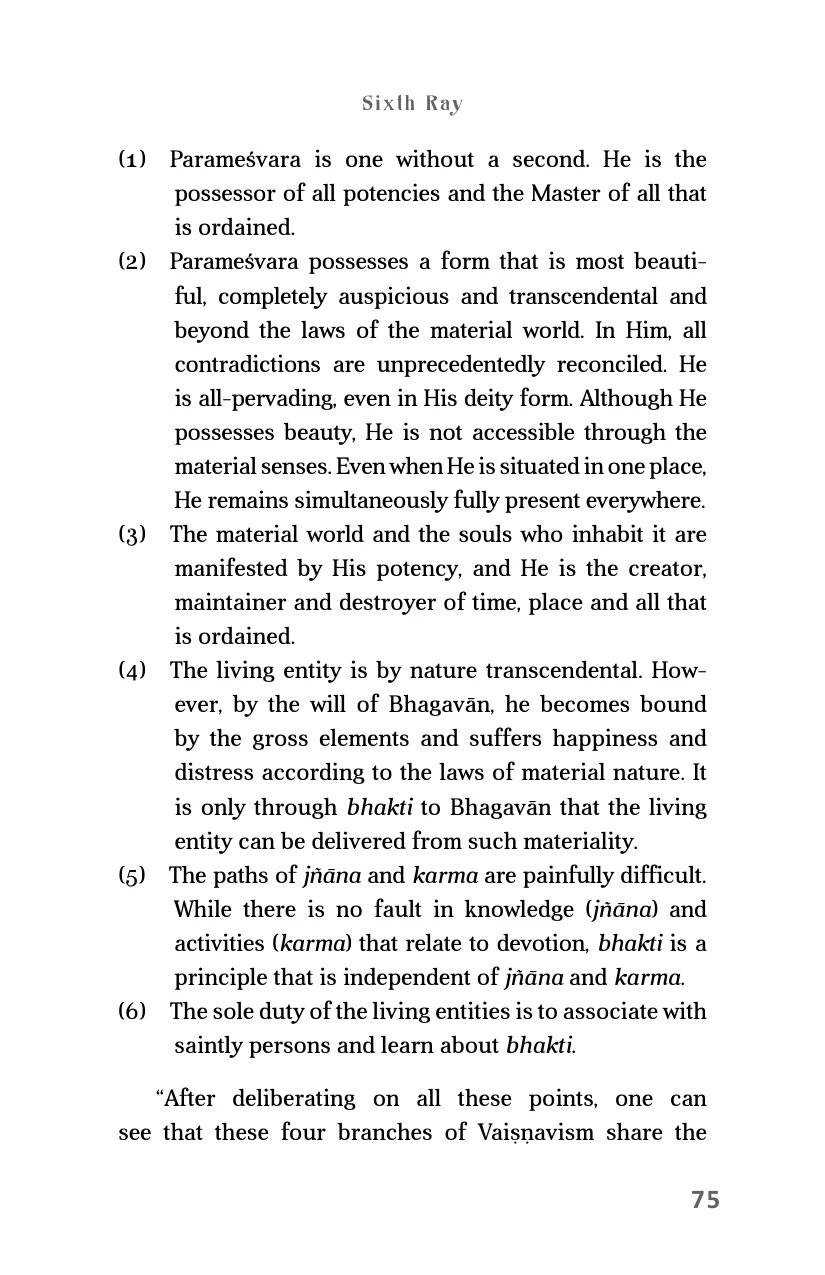 Sixth Ray
(1) Parameśvara is one without a second. He is the
possessor of all potencies and the Master of all that
is ordained.
(2) Parameśvara possesses a form that is most beauti-
ful, completely auspicious and transcendental and
beyond the laws of the material world. In Him, all
contradictions are unprecedentedly reconciled. He
is all-pervading, even in His deity form. Although He
possesses beauty, He is not accessible through the
material senses. Even when He is situated in one place,
He remains simultaneously fully present everywhere.
(3) The material world and the souls who inhabit it are
manifested by His potency, and He is the creator,
maintainer and destroyer of time, place and all that
is ordained.
(4) The living entity is by nature transcendental. How-
ever, by the will of Bhagavān, he becomes bound
by the gross elements and suffers happiness and
distress according to the laws of material nature. It
is only through bhakti to Bhagavān that the living
entity can be delivered from such materiality.
(5) The paths of jñāna and karma are painfully difficult.
While there is no fault in knowledge (jñāna) and
activities (karma) that relate to devotion, bhakti is a
principle that is independent of jñāna and karma.
(6) The sole duty of the living entities is to associate with
saintly persons and learn about bhakti.
“After deliberating on all these points, one can
see that these four branches of Vaiṣṇavism share the
75